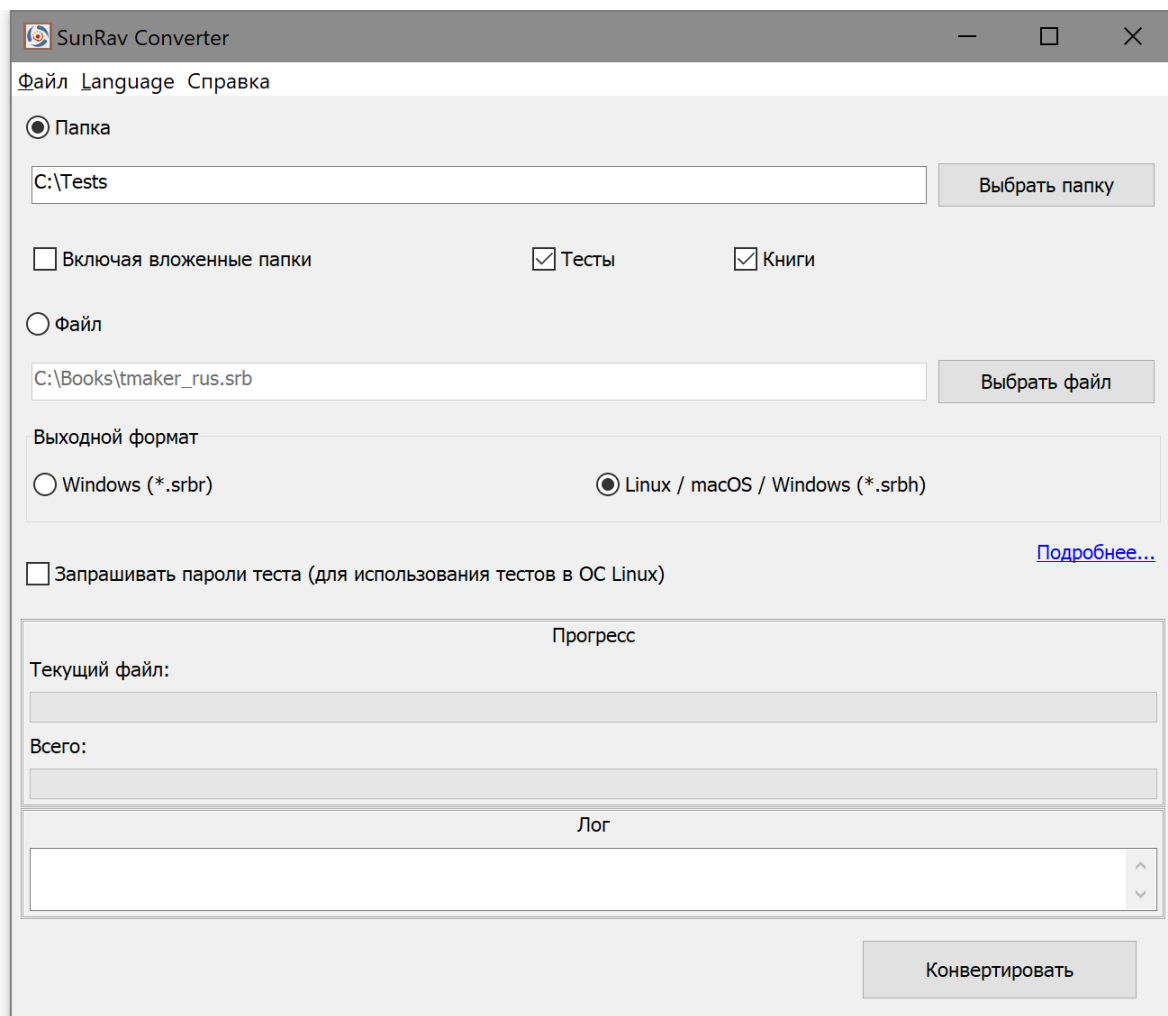 SunRav Converter
Файл Language Справка
Папка
C:\Tests
Выбрать папку
Включая вложенные папки
Тесты
Книги
Файл
C:\Books\tmaker_rus.srb
Выбрать файл
Выходной формат
Windows (*.srbr)
Linux / macOS / Windows (*.srbh)
Подробнее...
Запрашивать пароли теста (для использования тестов в ОС Linux)
Прогресс
Текущий файл:
Всего:
Лог
Конвертировать